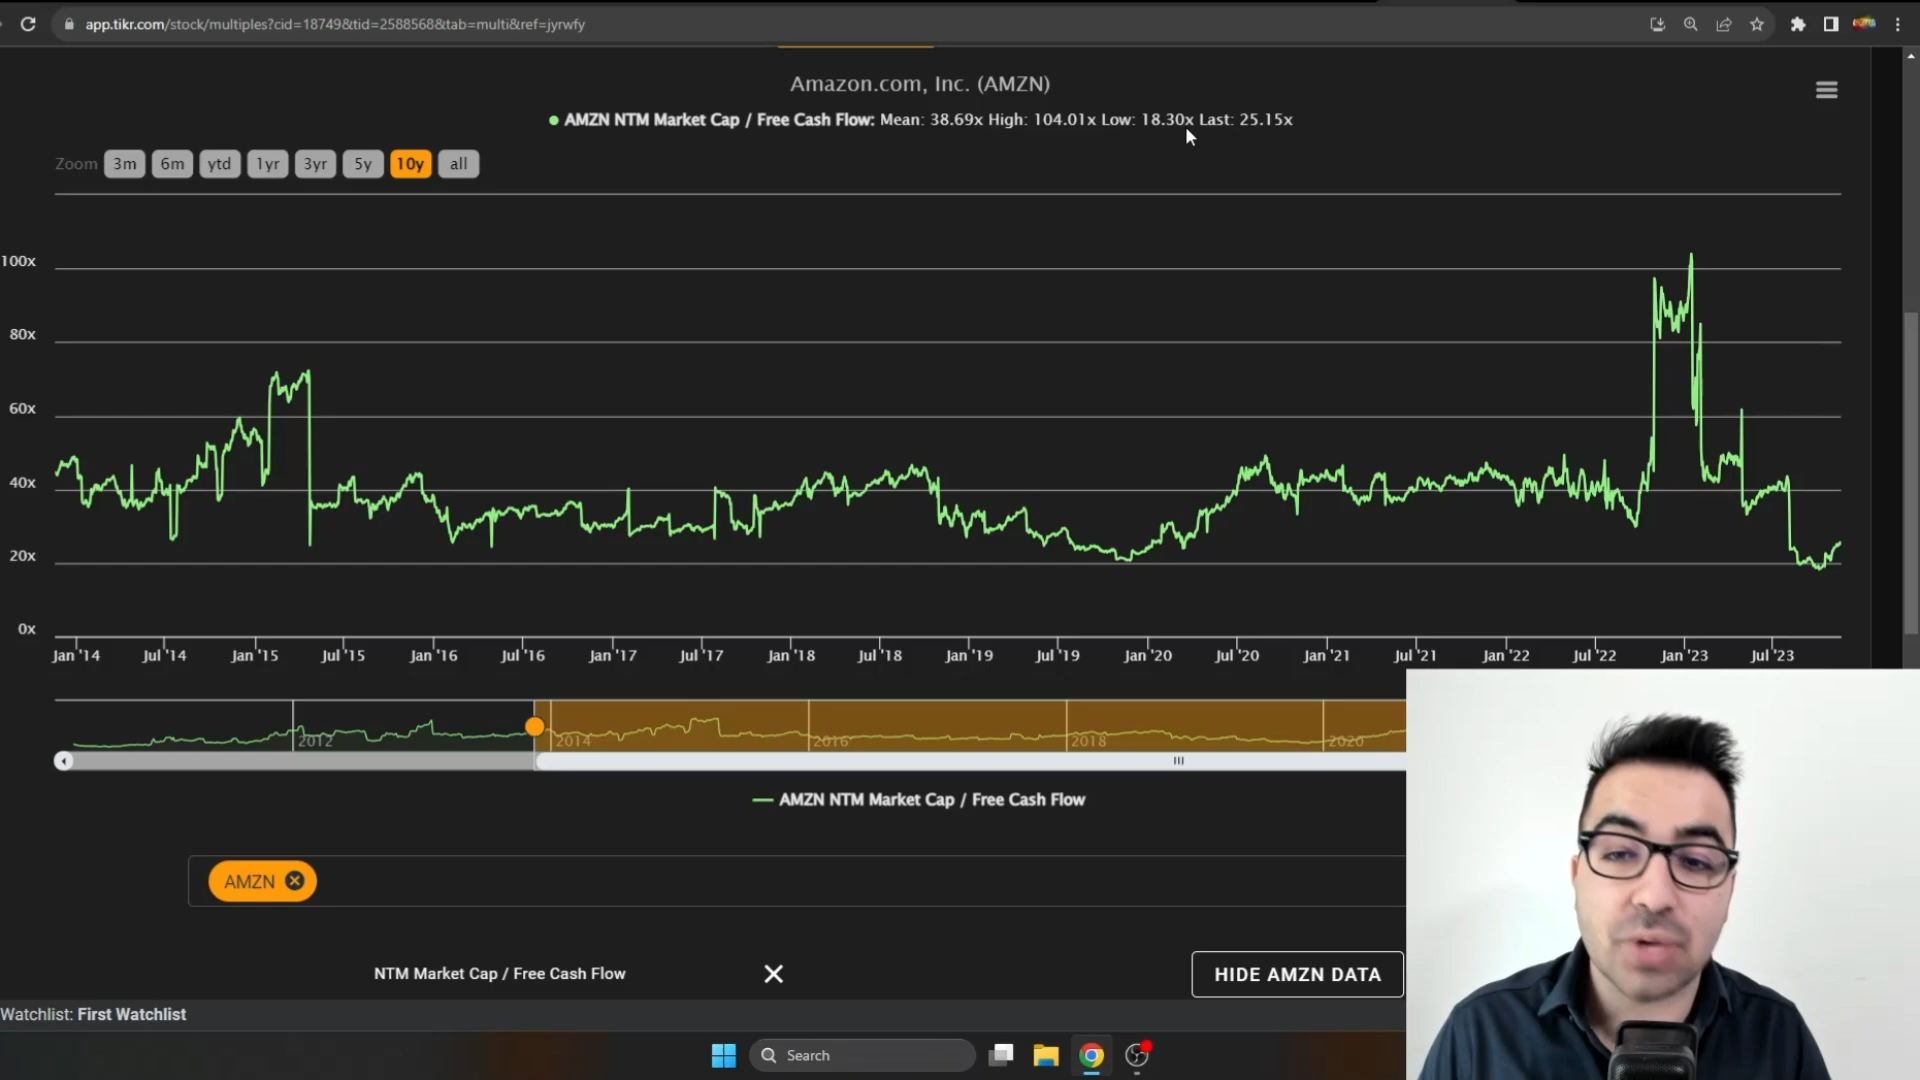 app.tikr.com/stock/multiples?cid=18749&tid=2588568&tab=multi&ref=jyrwfy
Amazon.com, Inc. (AMZN)
AMZN NTM Market Cap / Free Cash Flow: Mean: 38.69x High: 104.01x Low: 18.30x Last: 25.15x
Zoom 3m 6m ytd 1yr 3yr 5y 10y all
100x
80x
60x
40x
20x
0x
Jan '14 Jul '14 Jan '15 Jul '15 Jan '16 Jul '16 Jan '17 Jul '17 Jan '18 Jul '18 Jan '19 Jul '19 Jan '20 Jul '20 Jan '21 Jul '21 Jan '22 Jul '22 Jan '23 Jul '23
2012 2014 2016 2018 2020
AMZN NTM Market Cap / Free Cash Flow
AMZN
NTM Market Cap / Free Cash Flow HIDE AMZN DATA
Watchlist: First Watchlist
Search